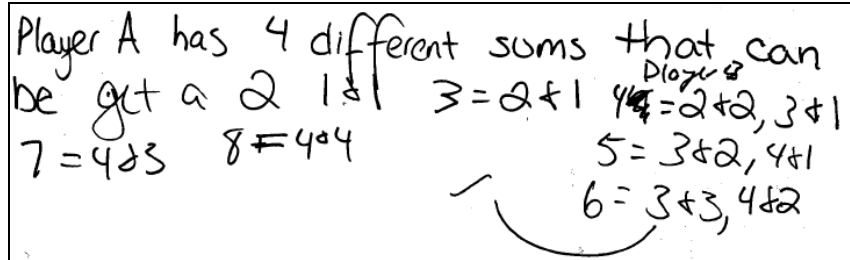 Player A has 4 different sums that can
be get a 2 1&1 3=2&1 Player B 4=2&2, 3&1
7=4&3 8=4&4 5=3&2, 4&1
6=3&3, 4&2